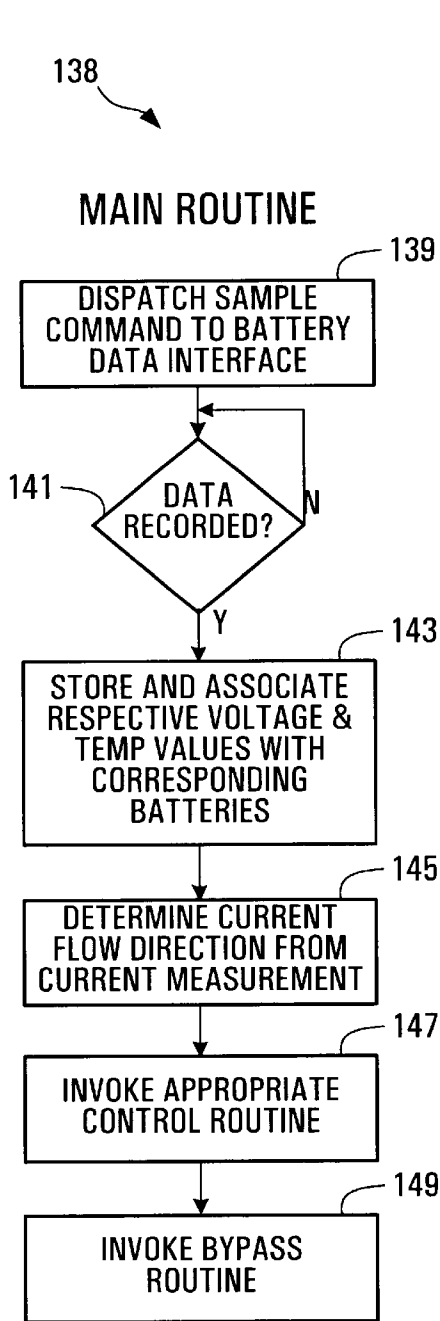 138
MAIN ROUTINE
139
DISPATCH SAMPLE
COMMAND TO BATTERY
DATA INTERFACE
141
DATA
RECORDED?
N
Y
143
STORE AND ASSOCIATE
RESPECTIVE VOLTAGE &
TEMP VALUES WITH
CORRESPONDING
BATTERIES
145
DETERMINE CURRENT
FLOW DIRECTION FROM
CURRENT MEASUREMENT
147
INVOKE APPROPRIATE
CONTROL ROUTINE
149
INVOKE BYPASS
ROUTINE